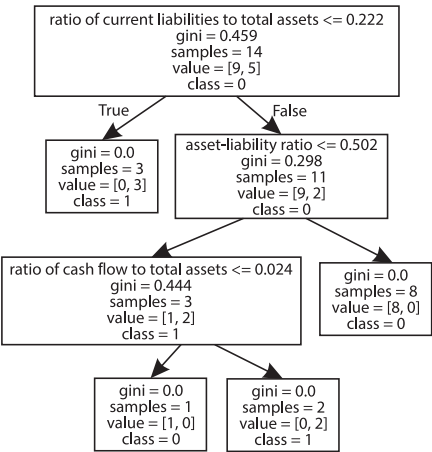 ratio of current liabilities to total assets <= 0.222
gini = 0.459
samples = 14
value = [9, 5]
class = 0
True
False
gini = 0.0
samples = 3
value = [0, 3]
class = 1
asset-liability ratio <= 0.502
gini = 0.298
samples = 11
value = [9, 2]
class = 0
ratio of cash flow to total assets <= 0.024
gini = 0.444
samples = 3
value = [1, 2]
class = 1
gini = 0.0
samples = 8
value = [8, 0]
class = 0
gini = 0.0
samples = 1
value = [1, 0]
class = 0
gini = 0.0
samples = 2
value = [0, 2]
class = 1